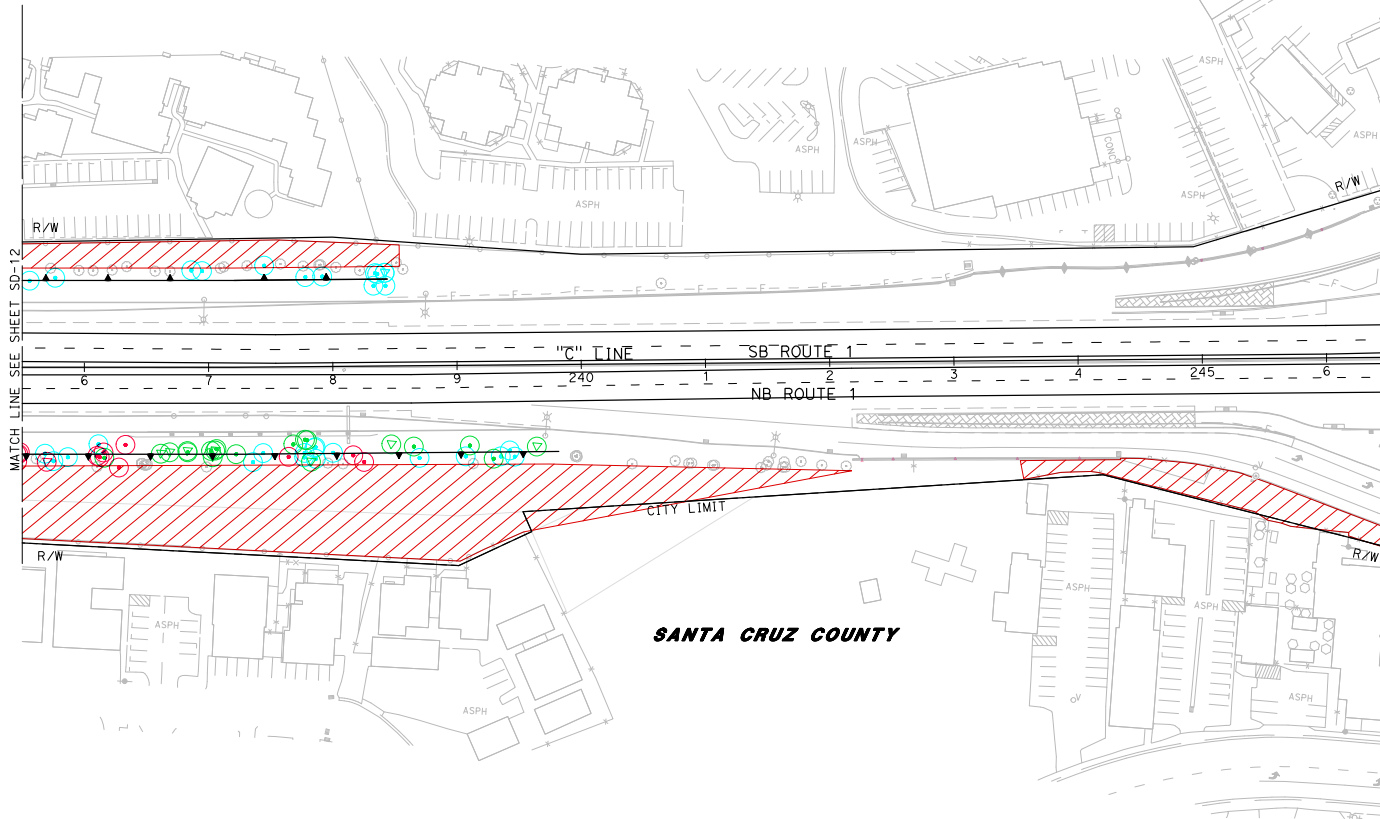 ASPH
ASPH
ASPH
ASPH
CONC
ASPH
R/W
ASPH
ASPH
R/W
MATCH LINE SEE SHEET SD-12
F F F F F F F
F
"C" LINE SB ROUTE 1
6 7 8 9 240 1 2 3 4 245 6
NB ROUTE 1
V
CITY LIMIT
R/W
R/W
ASPH
ASPH
ASPH
SANTA CRUZ COUNTY
V
ASPH
ASPH